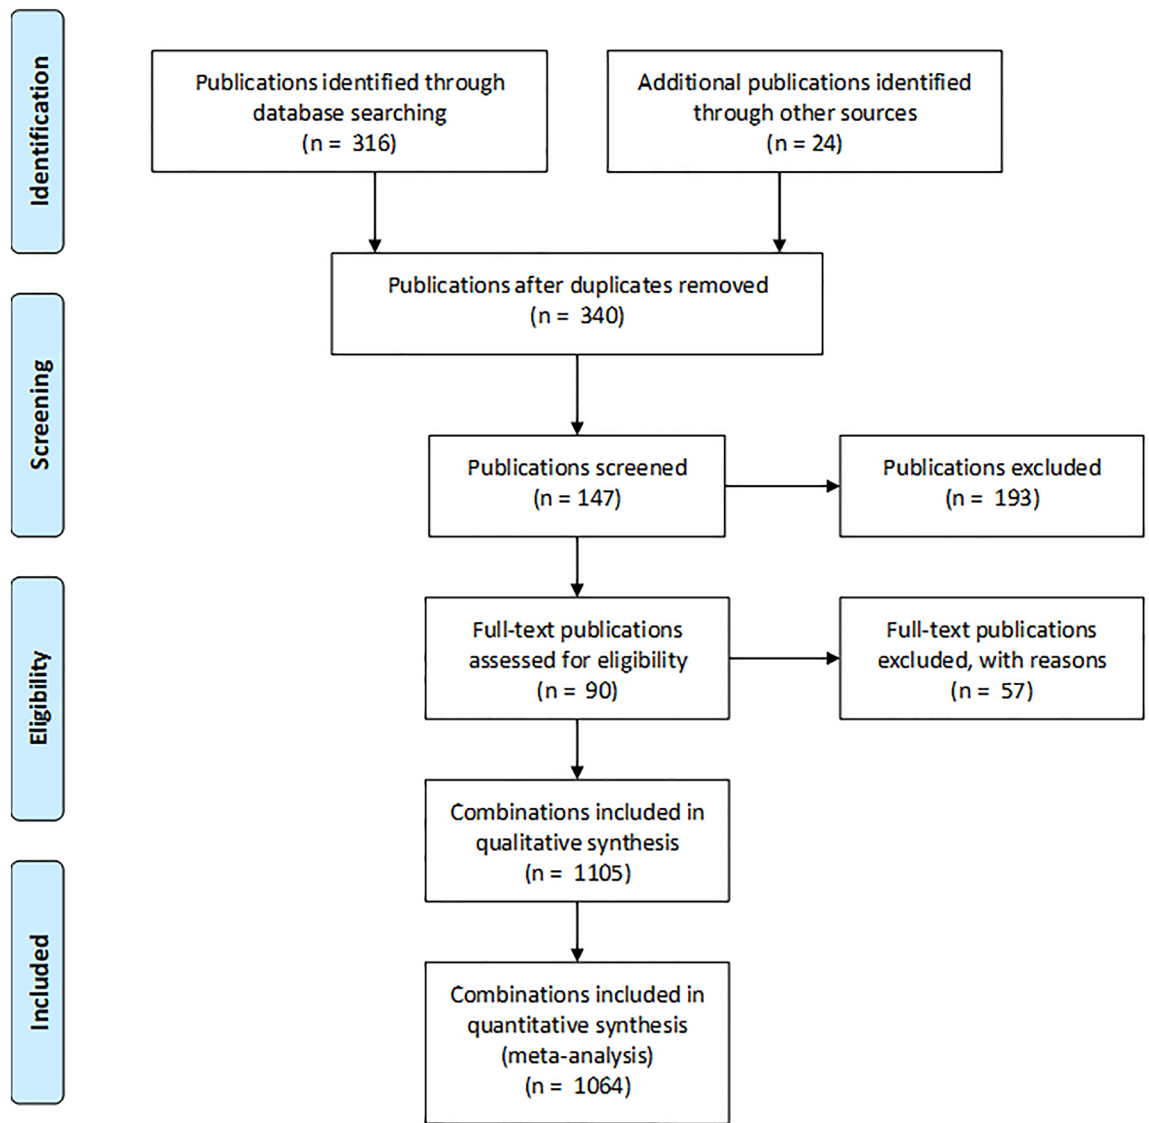 Identification
Publications identified through
database searching
(n = 316)
Additional publications identified
through other sources
(n = 24)
Publications after duplicates removed
(n = 340)
Screening
Publications screened
(n = 147)
Publications excluded
(n = 193)
Eligibility
Full-text publications
assessed for eligibility
(n = 90)
Full-text publications
excluded, with reasons
(n = 57)
Combinations included in
qualitative synthesis
(n = 1105)
Included
Combinations included in
quantitative synthesis
(meta-analysis)
(n = 1064)